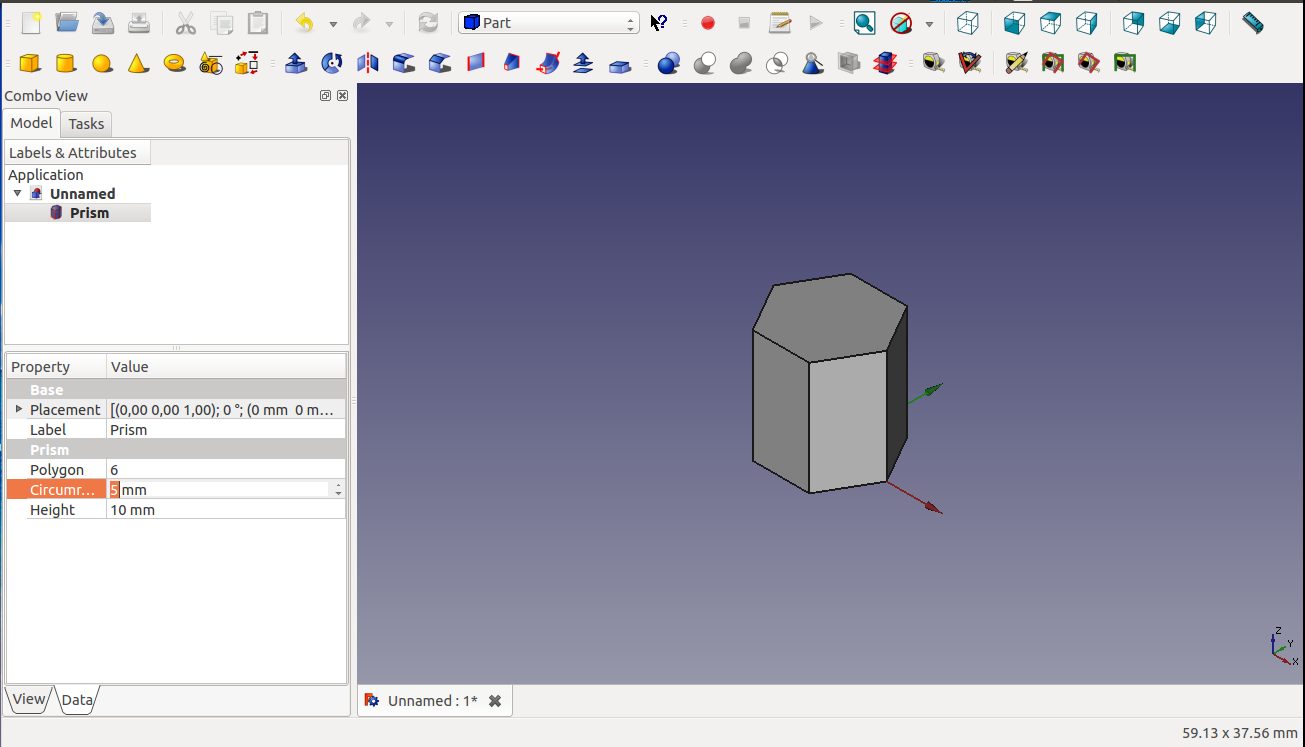 Part
Combo View
Model
Tasks
Labels & Attributes
Application
Unnamed
Prism
Property Value
Base
Placement [(0,00 0,00 1,00); 0 °; (0 mm 0 m...
Label Prism
Prism
Polygon 6
Circumr... 5 mm
Height 10 mm
View
Data
Unnamed : 1*
Z
Y
X
59.13 x 37.56 mm